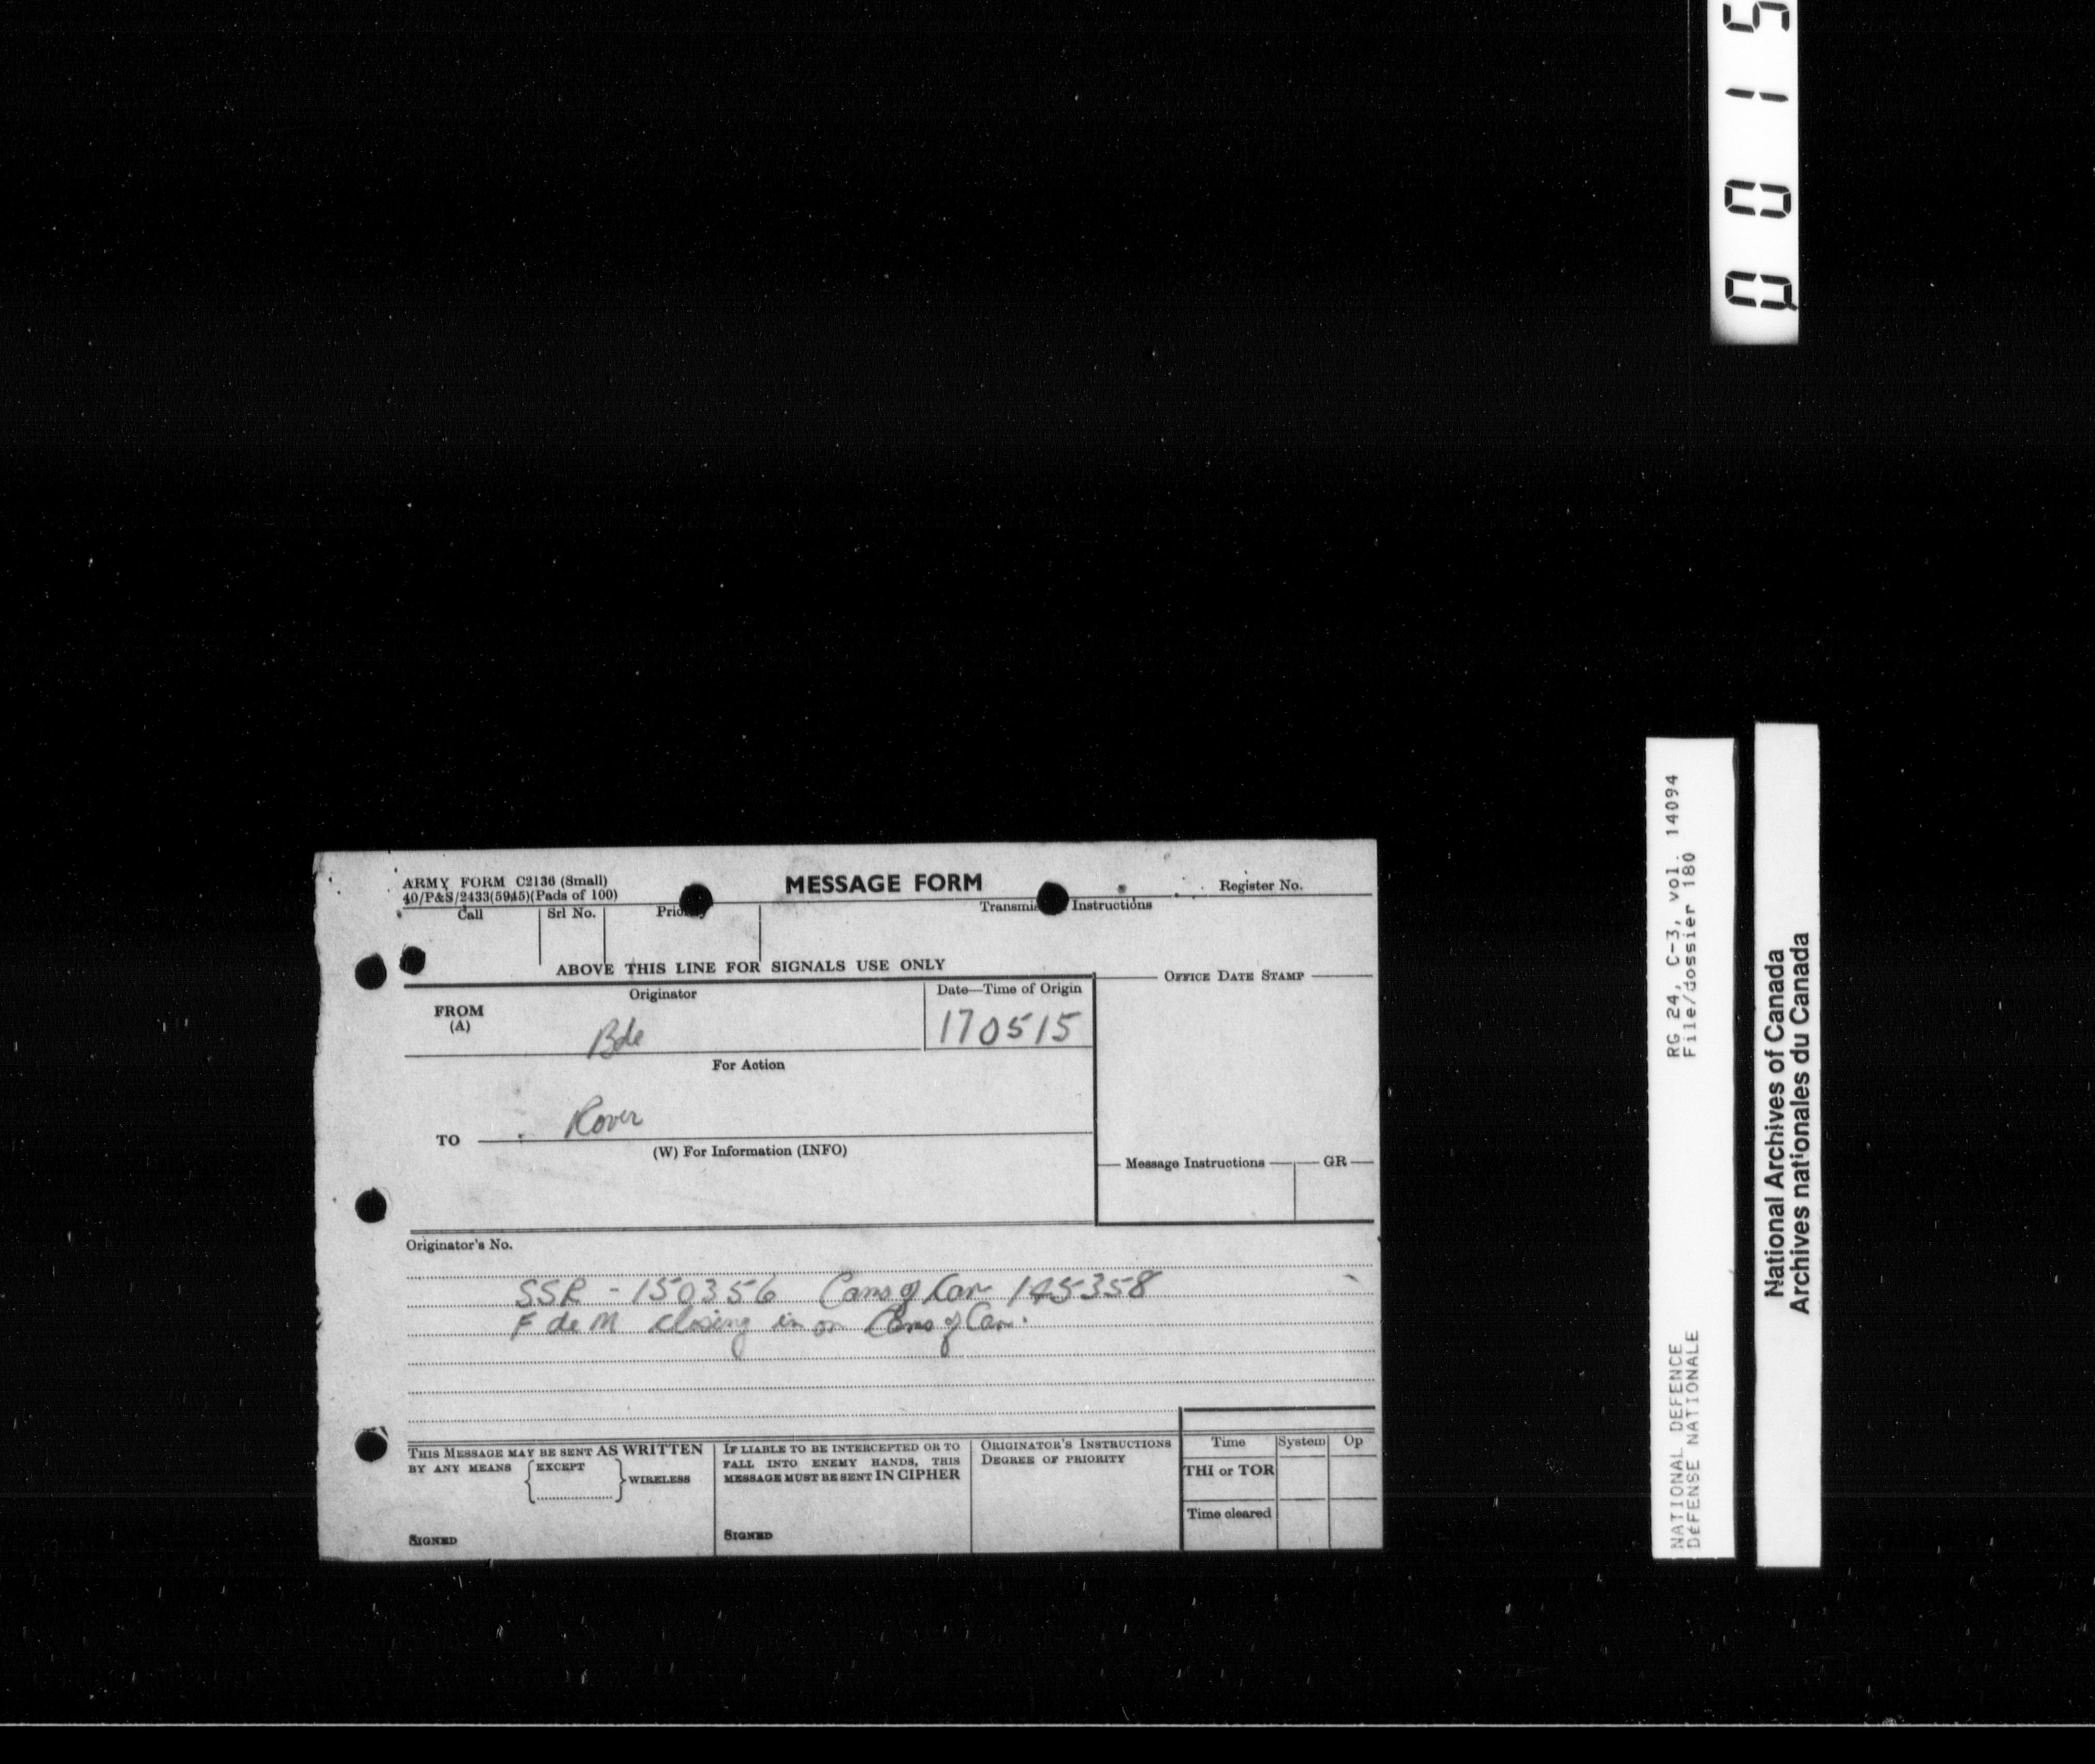 0015
ARMY FORM C2136 (Small)
40/P&S/2433(5945)(Pads of 100)
MESSAGE FORM
Register No.
Call
Srl No.
Transmi Instructions
ABOVE THIS LINE FOR SIGNALS USE ONLY
OFFICE DATE STAMP
FROM
(A)
Originator
Bde
Date—Time of Origin
170515
For Action
TO
Rover
(W) For Information (INFO)
Message Instructions
GR
Originator's No.
SSR - 150356 Cams of Can 145358
F de M closing in on Cams of Can.
THIS MESSAGE MAY BE SENT AS WRITTEN
BY ANY MEANS
EXCEPT
WIRELESS
SIGNED
IF LIABLE TO BE INTERCEPTED OR TO
FALL INTO ENEMY HANDS, THIS
MESSAGE MUST BE SENT IN CIPHER
SIGNED
ORIGINATOR'S INSTRUCTIONS
DEGREE OF PRIORITY
Time
System
Op
THI or TOR
Time cleared
NATIONAL DEFENCE RG 24, C-3, vol. 14094
DéFENSE NATIONALE File/dossier 180
National Archives of Canada
Archives nationales du Canada